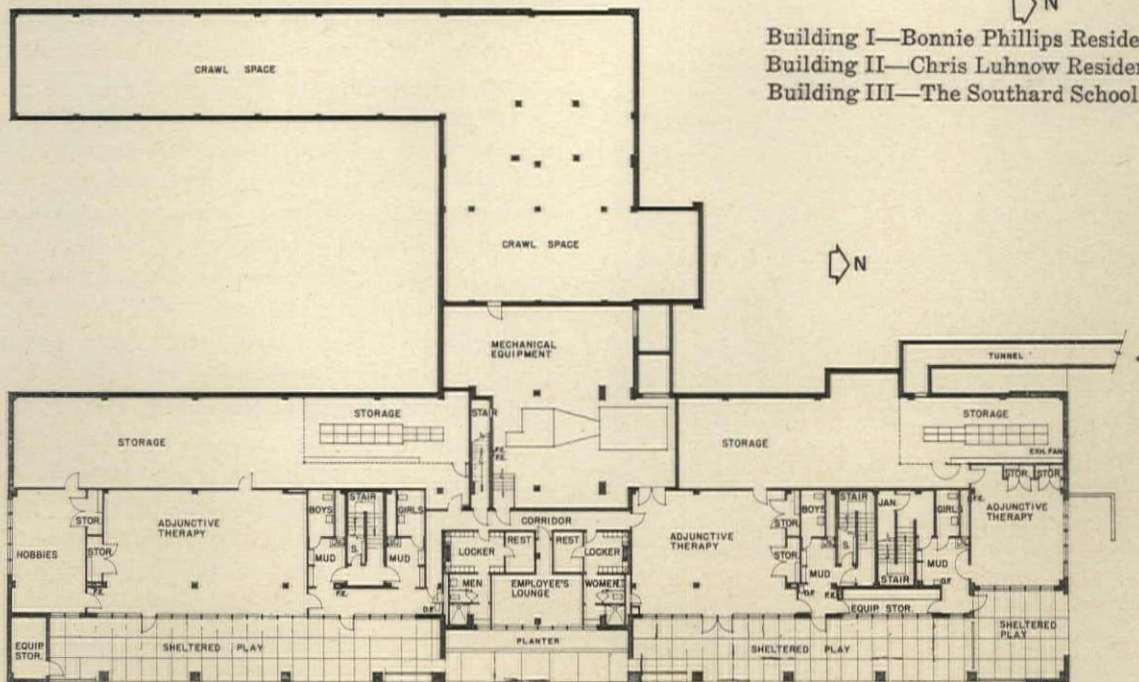 N
Building I—Bonnie Phillips Reside
Building II—Chris Luhnow Residen
Building III—The Southard School
CRAWL SPACE
CRAWL SPACE
N
MECHANICAL
EQUIPMENT
TUNNEL
STORAGE
STORAGE
STAIR
F.E.
F.E.
STORAGE
STORAGE
EXH. FAN
HOBBIES
STOR.
STOR.
F.E.
ADJUNCTIVE
THERAPY
BOYS
STAIR
GIRLS
MUD
S.
MUD
F.E.
D.F.
CORRIDOR
LOCKER
REST
REST
LOCKER
MEN
EMPLOYEE'S
LOUNGE
WOMEN
ADJUNCTIVE
THERAPY
STOR.
STOR.
BOYS
STAIR
JAN.
GIRLS
MUD
S.
STAIR
MUD
D.F.
F.E.
D.F.
F.E.
STOR.
STOR.
ADJUNCTIVE
THERAPY
EQUIP STOR.
EQUIP
STOR.
SHELTERED PLAY
PLANTER
SHELTERED PLAY
SHELTERED
PLAY